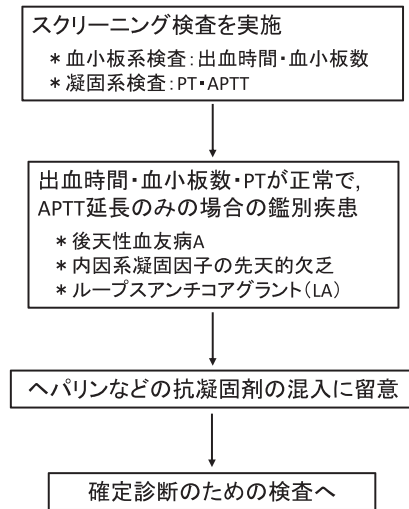 スクリーニング検査を実施
＊血小板系検査：出血時間・血小板数
＊凝固系検査：PT・APTT
出血時間・血小板数・PTが正常で，
APTT延長のみの場合の鑑別疾患
＊後天性血友病A
＊内因系凝固因子の先天的欠乏
＊ループスアンチコアグラント（LA）
ヘパリンなどの抗凝固剤の混入に留意
確定診断のための検査へ